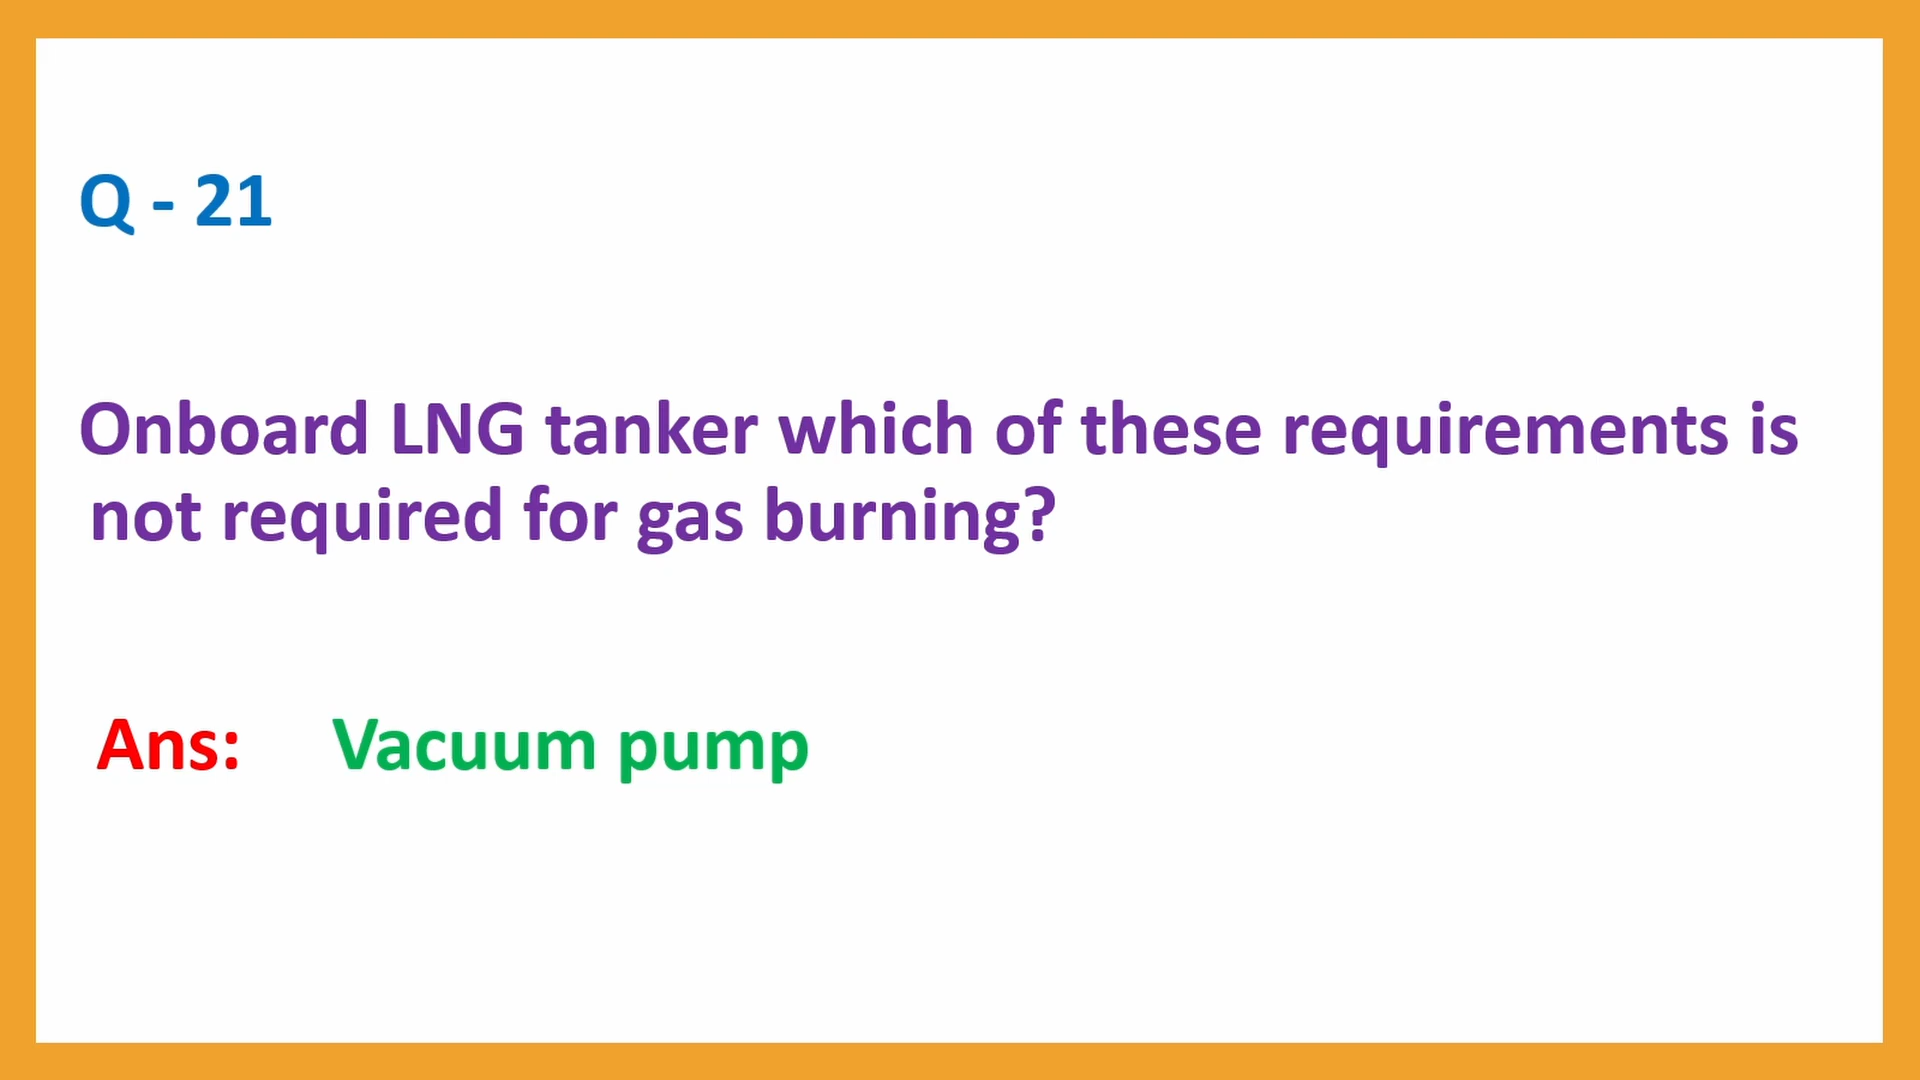 Q - 21
Onboard LNG tanker which of these requirements is
not required for gas burning?
Ans: Vacuum pump